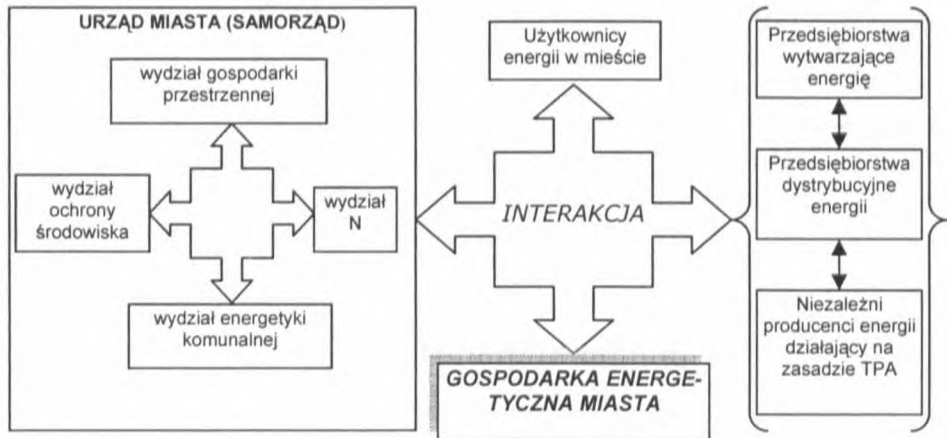 URZĄD MIASTA (SAMORZĄD)
wydział gospodarki
przestrzennej
wydział
ochrony
środowiska
wydział
N
wydział energetyki
komunalnej
Użytkownicy
energii w mieście
INTERAKCJA
GOSPODARKA ENERGE-
TYCZNA MIASTA
Przedsiębiorstwa
wytwarzające
energię
Przedsiębiorstwa
dystrybucyjne
energii
Niezależni
producenci energii
działający na
zasadzie TPA